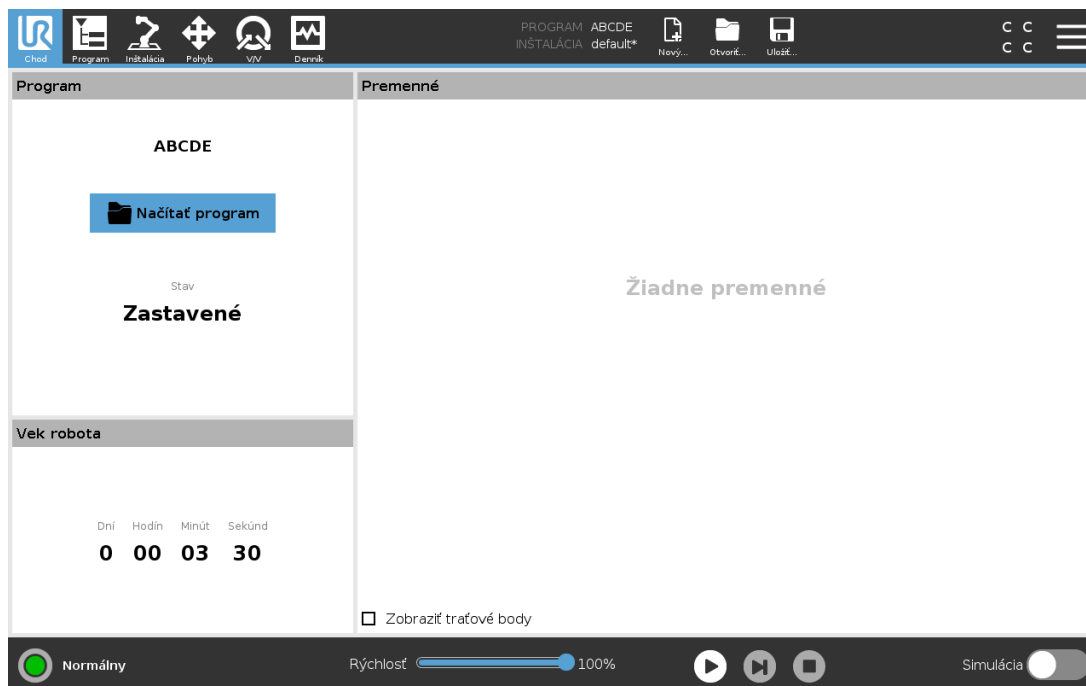 PROGRAM ABCDE
INŠTALÁCIA default*
C C
C C
Chod Program Inštalácia Pohyb V/V Denník Nový... Otvoriť... Uložiť...
Program
ABCDE
Načítať program
Stav
Zastavené
Vek robota
Dní Hodín Minút Sekúnd
0 00 03 30
Premenné
Žiadne premenné
Zobraziť traťové body
Normálny Rýchlosť 100% Simulácia